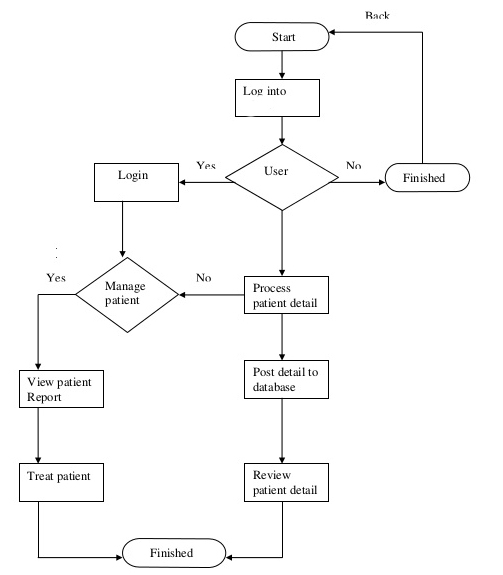 Back
Start
Log into
Yes
No
User
Login
Finished
Yes
Manage
patient
No
Process
patient detail
View patient
Report
Post detail to
database
Treat patient
Review
patient detail
Finished